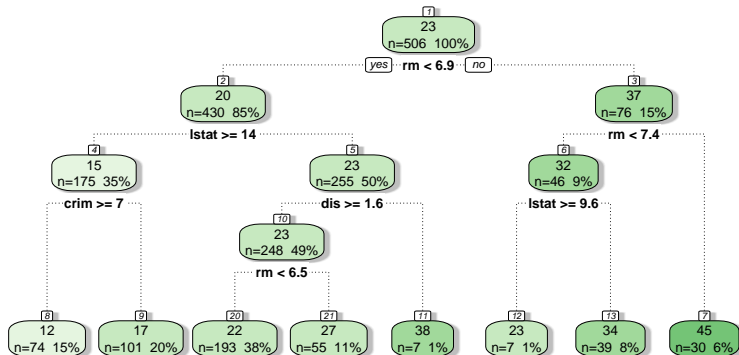 1
23
n=506 100%
yes rm < 6.9 no
2
20
n=430 85%
lstat >= 14
3
37
n=76 15%
rm < 7.4
4
15
n=175 35%
crim >= 7
5
23
n=255 50%
dis >= 1.6
6
32
n=46 9%
lstat >= 9.6
10
23
n=248 49%
rm < 6.5
8
12
n=74 15%
9
17
n=101 20%
20
22
n=193 38%
21
27
n=55 11%
11
38
n=7 1%
12
23
n=7 1%
13
34
n=39 8%
7
45
n=30 6%